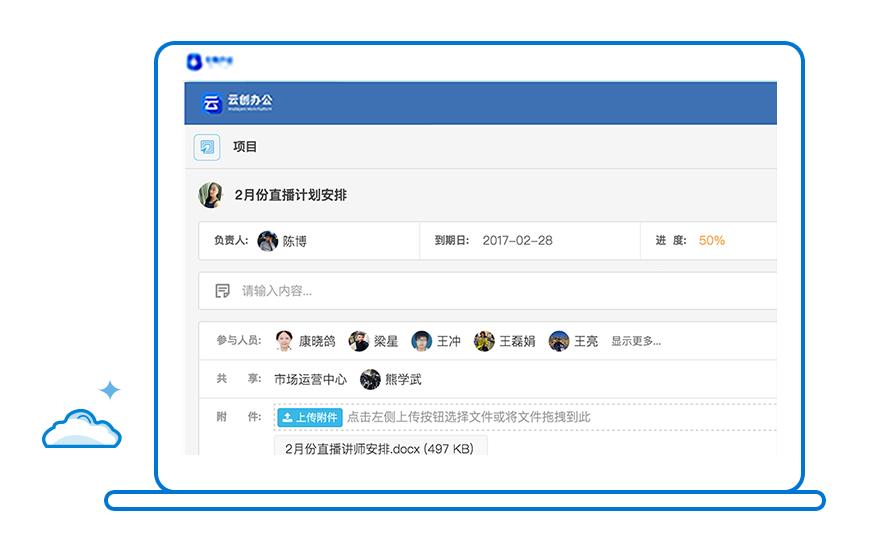 云创办公
项目
2月份直播计划安排
负责人: 陈博 到期日: 2017-02-28 进 度: 50%
请输入内容...
参与人员: 康晓鸽 梁星 王冲 王磊娟 王亮 显示更多...
共 享: 市场运营中心 熊学武
附 件: 上传附件 点击左侧上传按钮选择文件或将文件拖拽到此
2月份直播讲师安排.docx (497 KB)